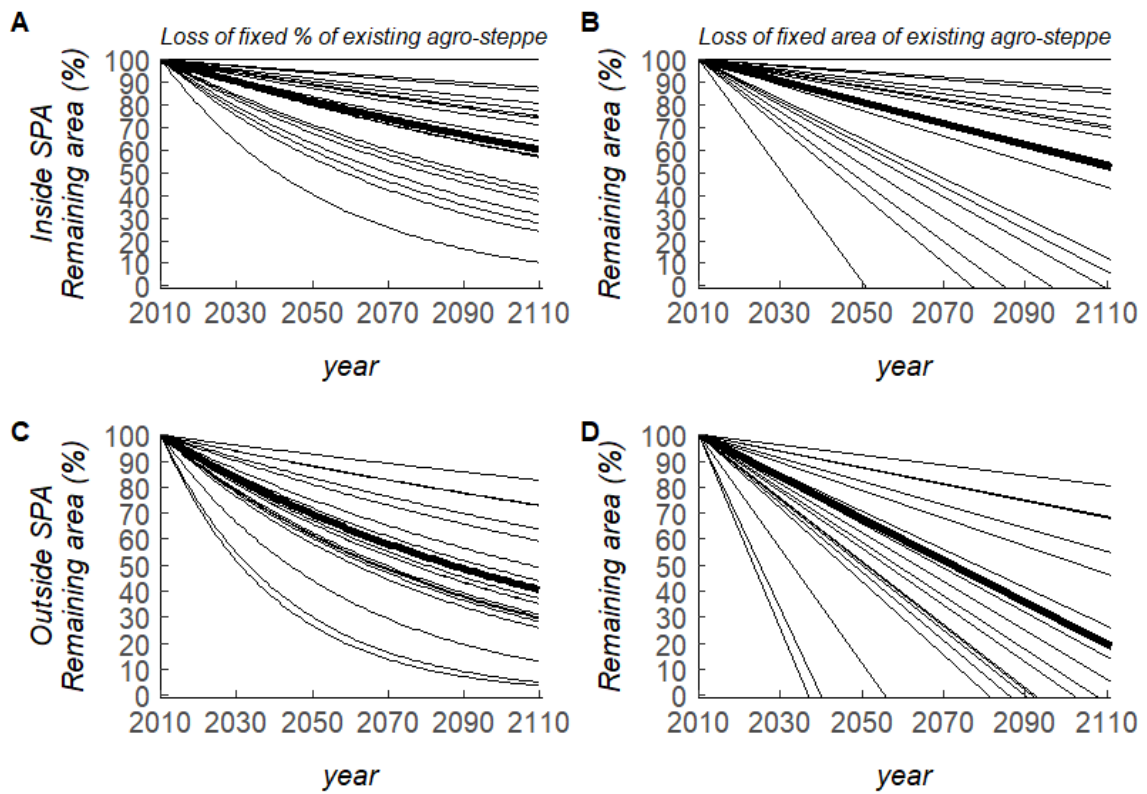 A
B
Loss of fixed % of existing agro-steppe
Loss of fixed area of existing agro-steppe
Inside SPA
Remaining area (%)
100
90
80
70
60
50
40
30
20
10
0
2010 2030 2050 2070 2090 2110
year
Remaining area (%)
100
90
80
70
60
50
40
30
20
10
0
2010 2030 2050 2070 2090 2110
year
C
D
Outside SPA
Remaining area (%)
100
90
80
70
60
50
40
30
20
10
0
2010 2030 2050 2070 2090 2110
year
Remaining area (%)
100
90
80
70
60
50
40
30
20
10
0
2010 2030 2050 2070 2090 2110
year